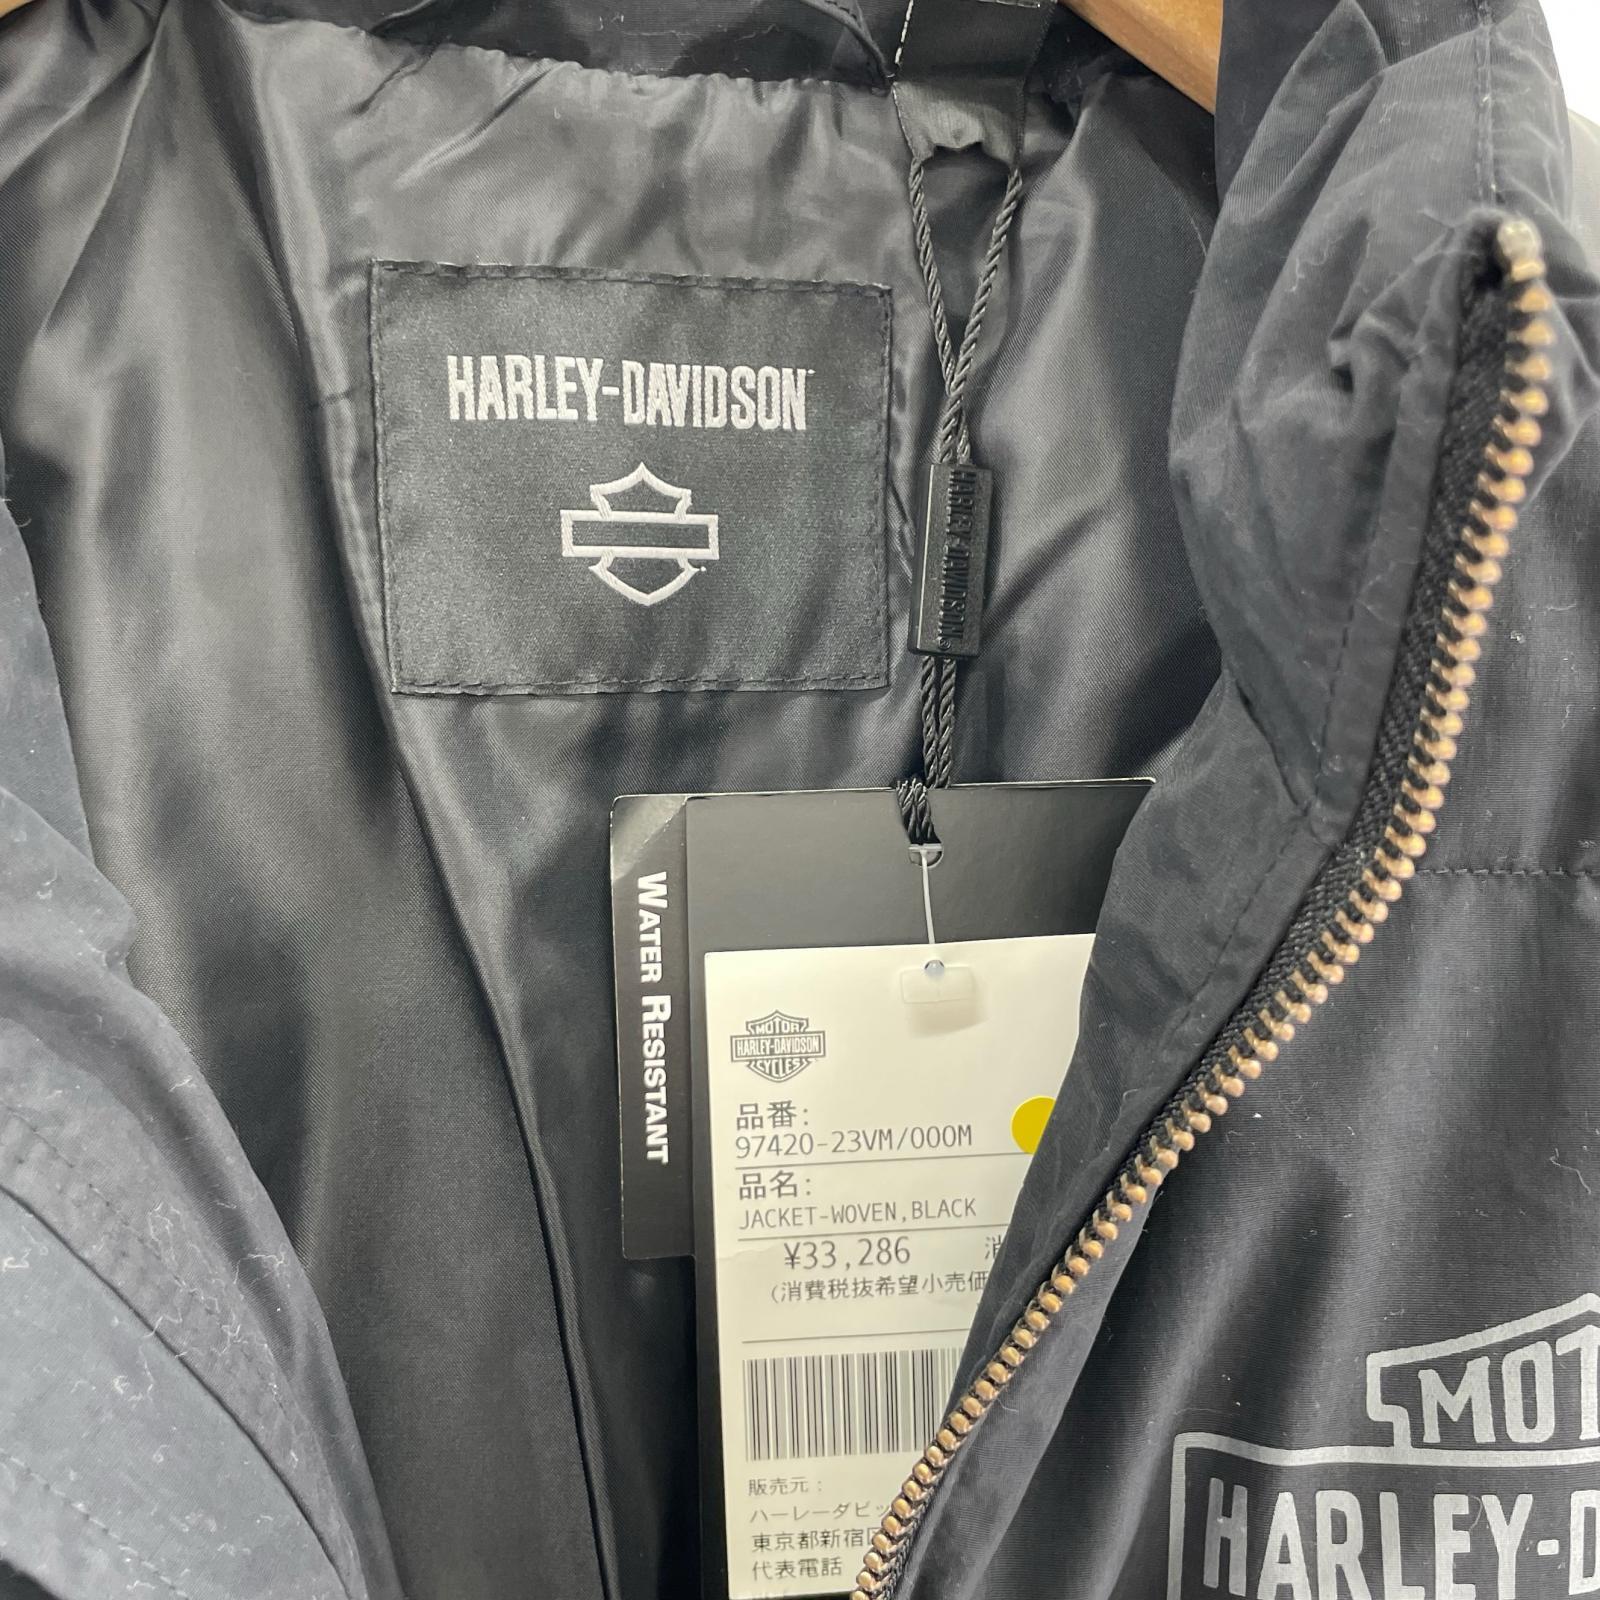 HARLEY-DAVIDSON
HARLEY-DAVIDSON®
WATER RESISTANT
MOTOR
HARLEY-DAVIDSON
CYCLES
品番:
97420-23VM/000M
品名:
JACKET-WOVEN,BLACK
¥33,286 消
(消費税抜希望小売価
販売元:
ハーレーダビッ
東京都新宿区
代表電話
MOT
HARLEY-D